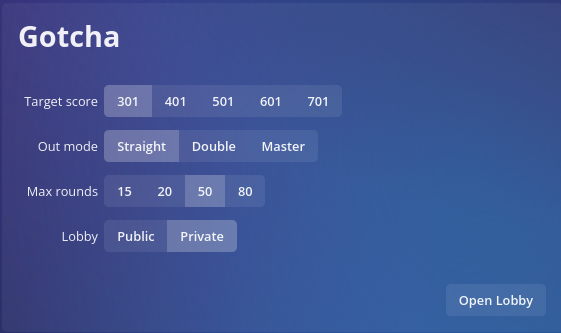 Gotcha
Target score 301 401 501 601 701
Out mode Straight Double Master
Max rounds 15 20 50 80
Lobby Public Private
Open Lobby